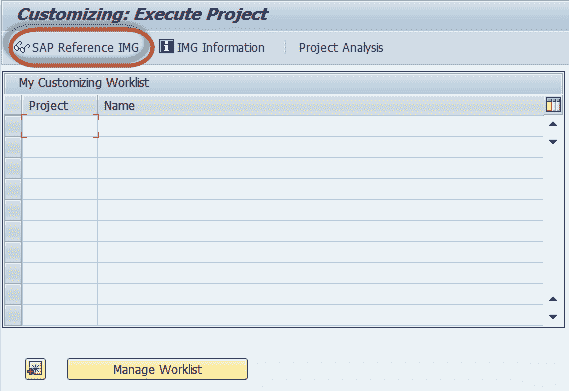 Customizing: Execute Project
SAP Reference IMG IMG Information Project Analysis
My Customizing Worklist
Project Name
Manage Worklist